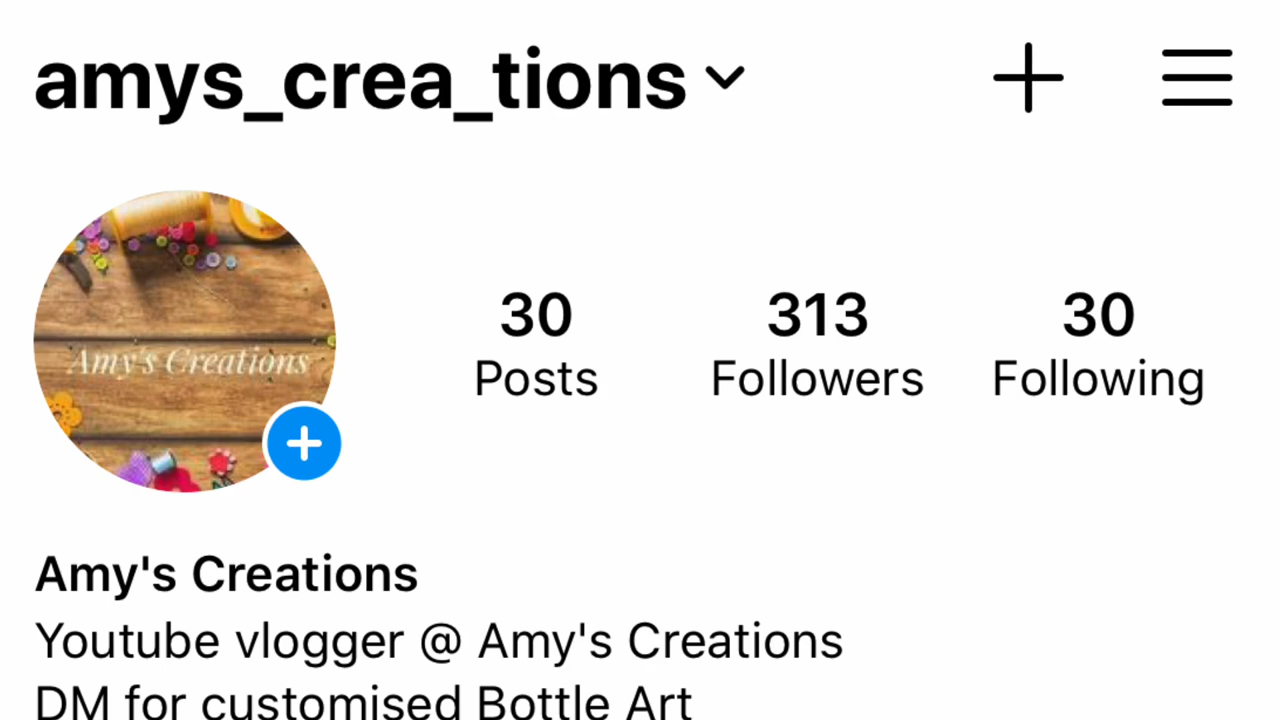 amys_crea_tions
Amy's Creations
30 313 30
Posts Followers Following
Amy's Creations
Youtube vlogger @ Amy's Creations
DM for customised Bottle Art